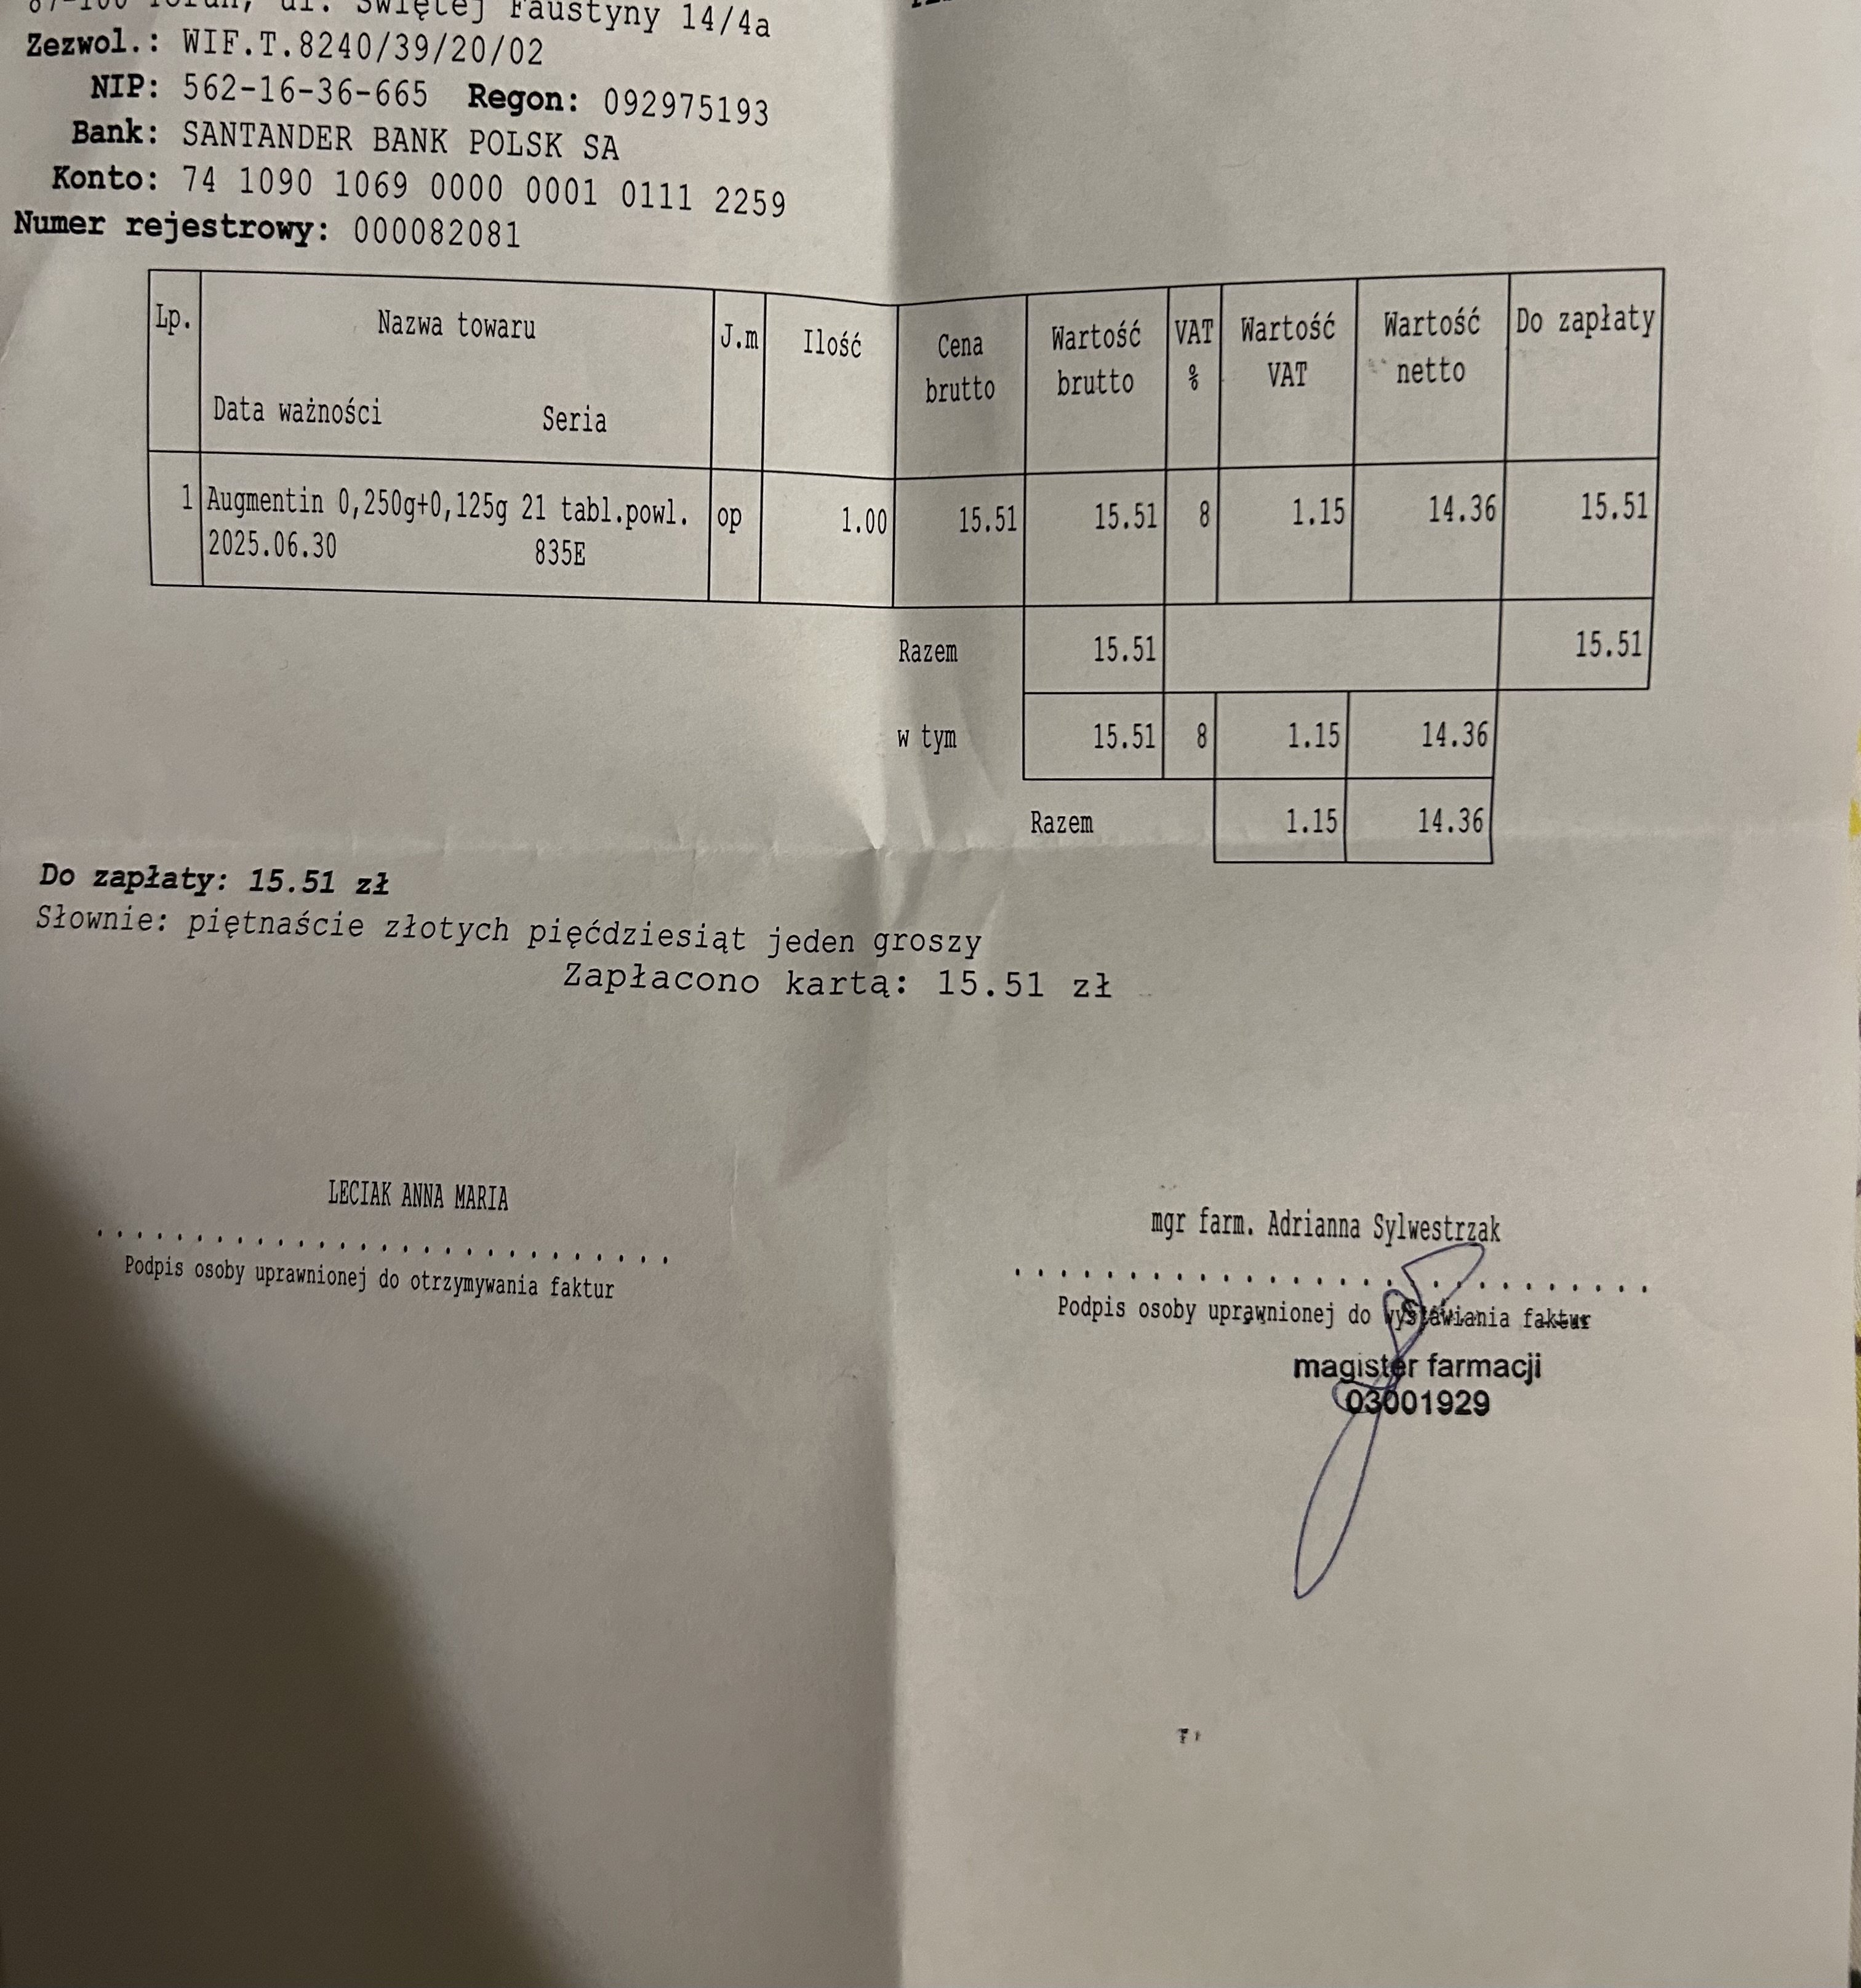 ul. Świętej Faustyny 14/4a
Zezwol.: WIF.T.8240/39/20/02
NIP: 562-16-36-665 Regon: 092975193
Bank: SANTANDER BANK POLSK SA
Konto: 74 1090 1069 0000 0001 0111 2259
Numer rejestrowy: 000082081
Lp. Nazwa towaru J.m Ilość Cena Wartość VAT Wartość Wartość Do zapłaty
brutto brutto % VAT netto
Data ważności Seria
1 Augmentin 0,250g+0,125g 21 tabl.powl. op 1.00 15.51 15.51 8 1.15 14.36 15.51
2025.06.30 835E
Razem 15.51 15.51
w tym 15.51 8 1.15 14.36
Razem 1.15 14.36
Do zapłaty: 15.51 zł
Słownie: piętnaście złotych pięćdziesiąt jeden groszy
Zapłacono kartą: 15.51 zł
LECIAK ANNA MARIA
Podpis osoby uprawnionej do otrzymywania faktur
mgr farm. Adrianna Sylwestrzak
Podpis osoby uprawnionej do wystawiania faktur
magister farmacji
03001929